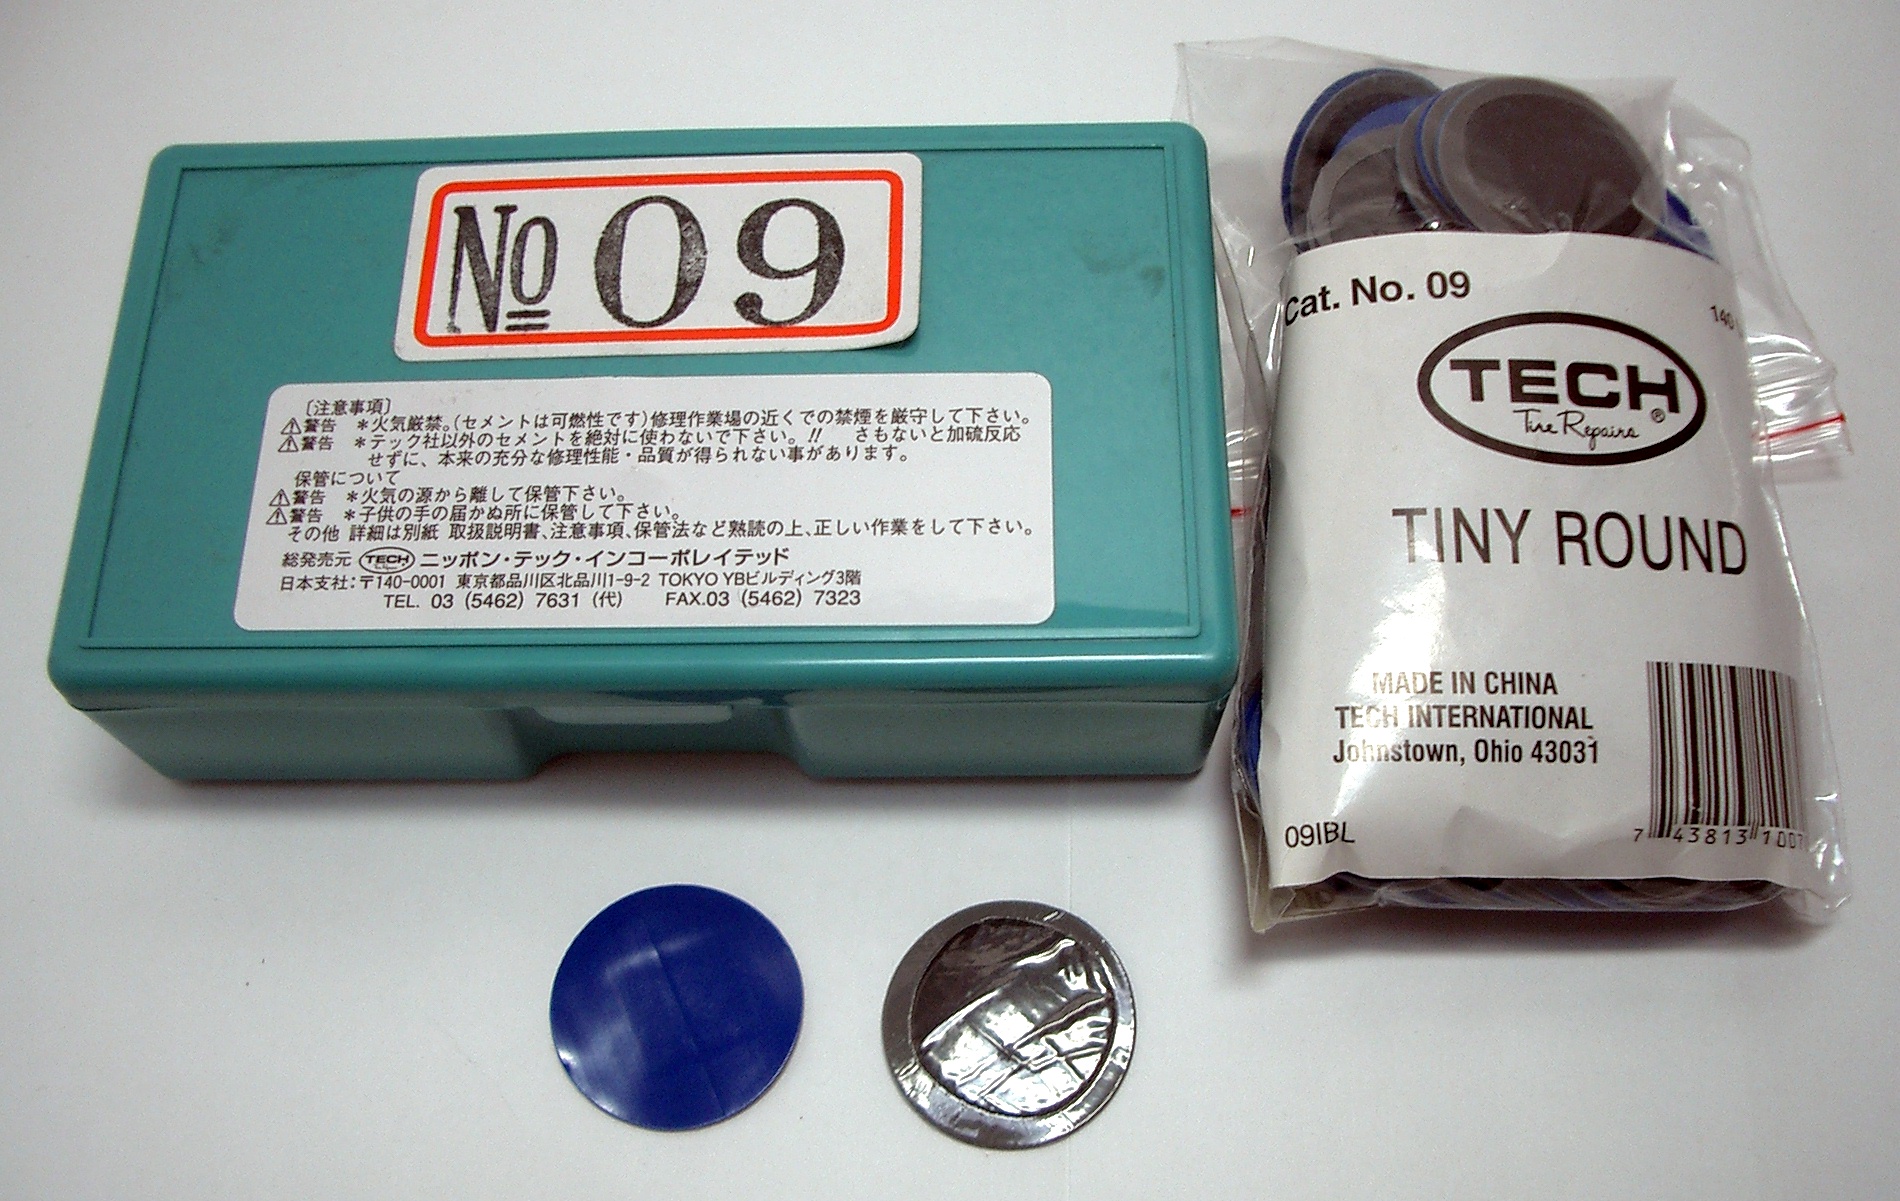 No 09
〔注意事項〕
⚠警告 *火気厳禁。(セメントは可燃性です)修理作業場の近くでの禁煙を厳守して下さい。
⚠警告 *テック社以外のセメントを絶対に使わないで下さい。!! さもないと加硫反応
せずに、本来の充分な修理性能・品質が得られない事があります。
保管について
⚠警告 *火気の源から離して保管下さい。
⚠警告 *子供の手の届かぬ所に保管して下さい。
その他 詳細は別紙 取扱説明書、注意事項、保管法など熟読の上、正しい作業をして下さい。
総発売元 TECH ニッポン・テック・インコーポレイテッド
日本支社:〒140-0001 東京都品川区北品川1-9-2 TOKYO YBビルディング3階
TEL. 03 (5462) 7631 (代) FAX.03 (5462) 7323
Cat. No. 09
140
TECH
Tire Repairs ®
TINY ROUND
MADE IN CHINA
TECH INTERNATIONAL
Johnstown, Ohio 43031
09IBL
7 43813 1007